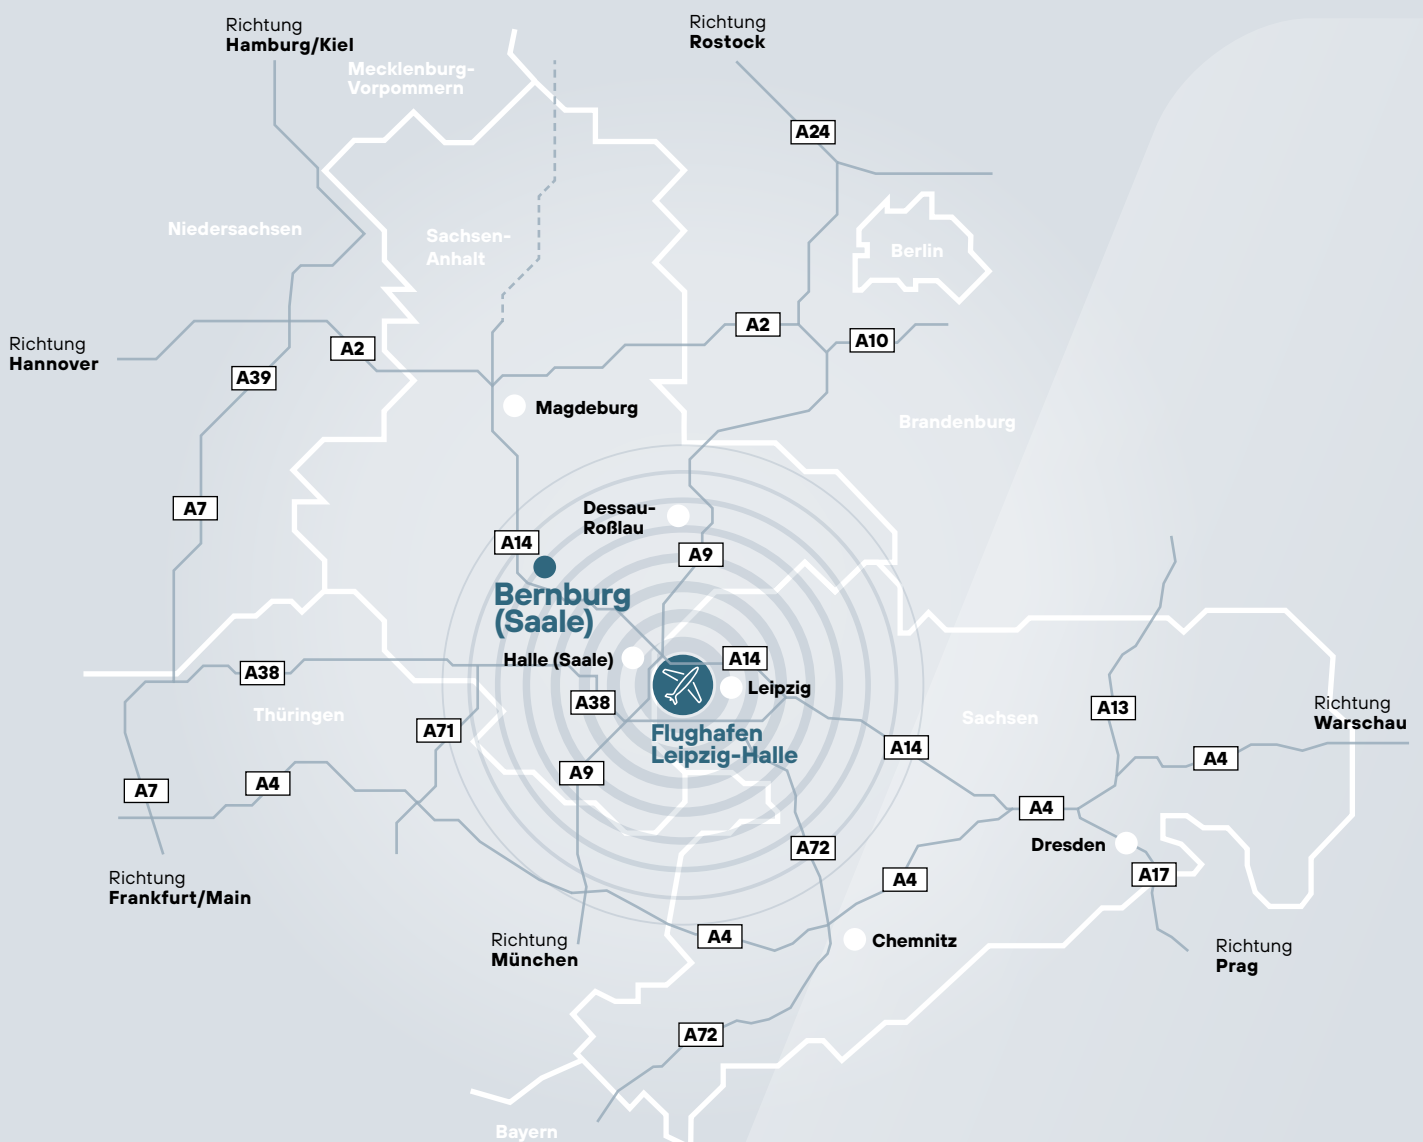 Richtung
Hamburg/Kiel
Richtung
Rostock
Mecklenburg-
Vorpommern
A24
Niedersachsen
Sachsen-
Anhalt
Berlin
A2
A10
Richtung
Hannover
A2
A39
Magdeburg
Brandenburg
A7
Dessau-
Roßlau
A14
A9
Bernburg
(Saale)
Halle (Saale)
A14
A38
Leipzig
A38
Thüringen
A71
Flughafen
Leipzig-Halle
Sachsen
A13
Richtung
Warschau
A14
A4
A9
A7
A4
A4
Dresden
A72
A17
A4
Richtung
Frankfurt/Main
Richtung
München
A4
Chemnitz
Richtung
Prag
A72
Bayern